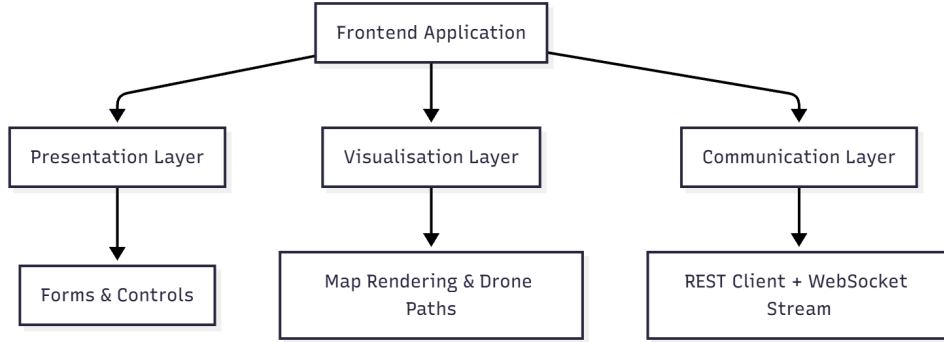 Frontend Application
Presentation Layer
Visualisation Layer
Communication Layer
Forms & Controls
Map Rendering & Drone
Paths
REST Client + WebSocket
Stream